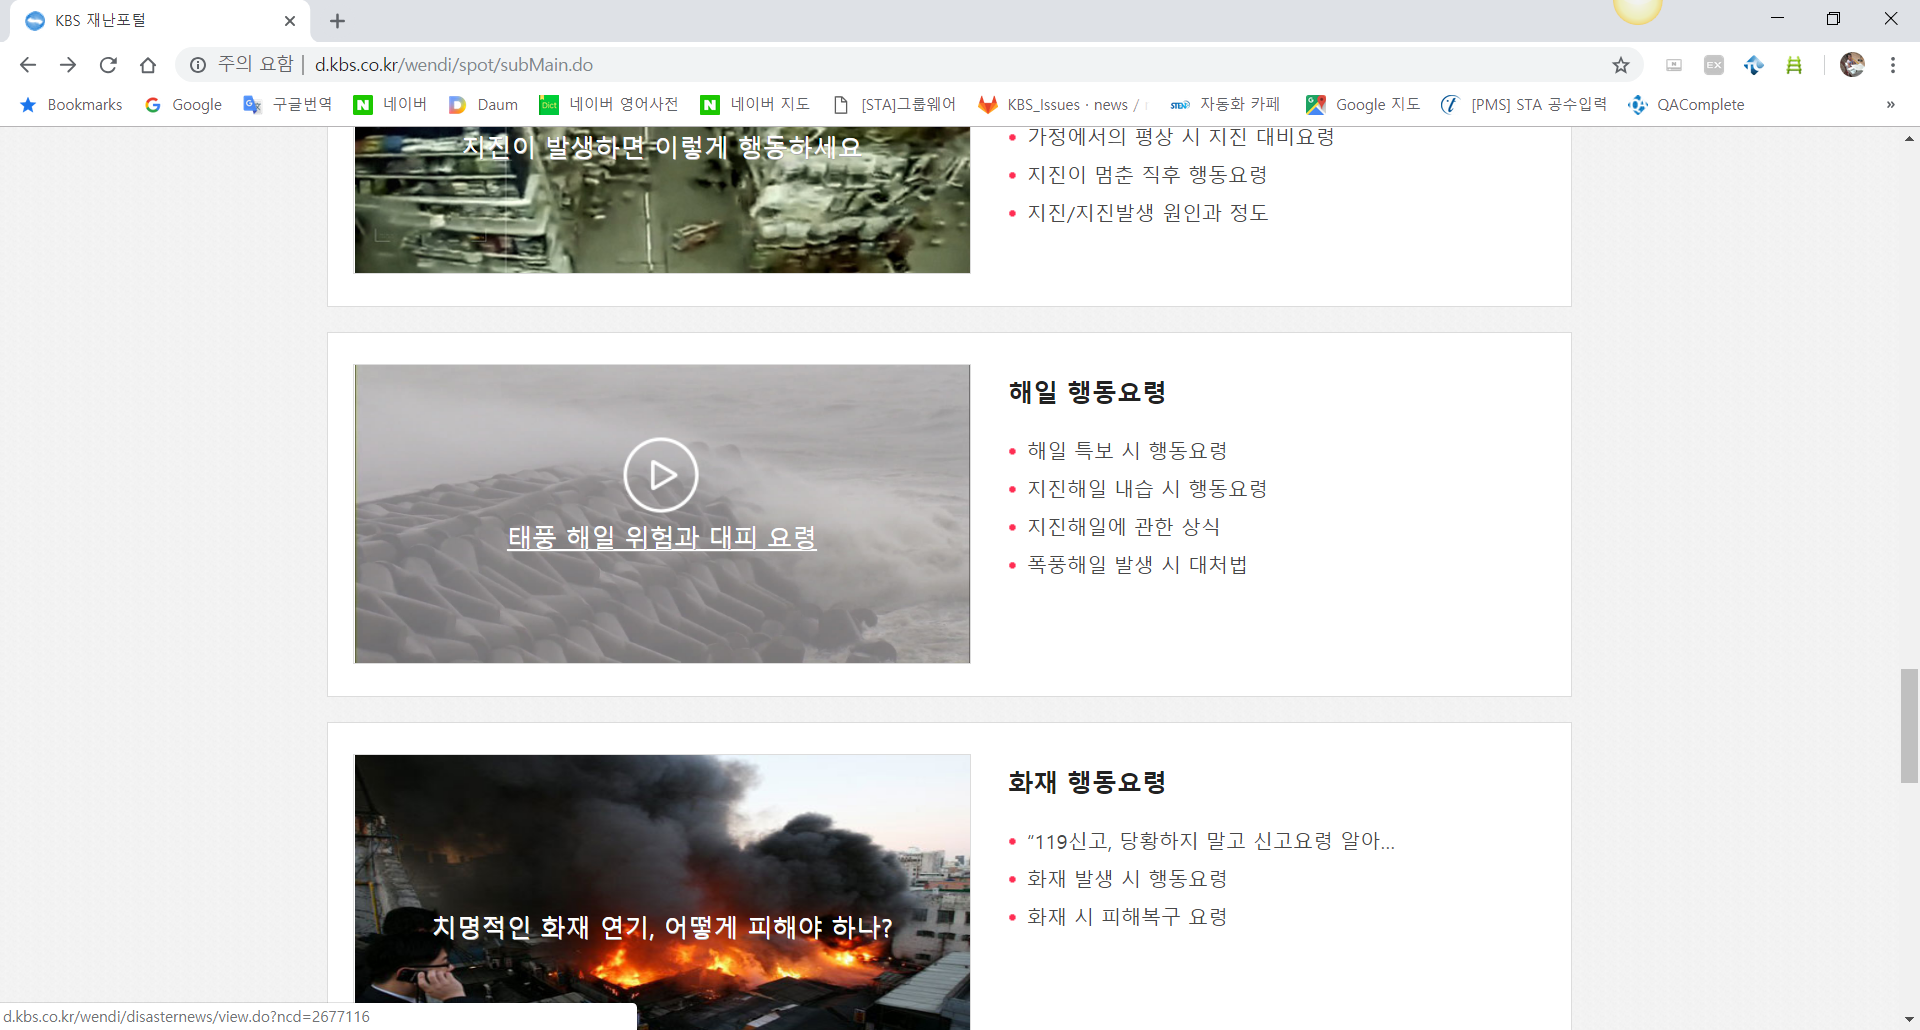 KBS 재난포털
주의 요함 | d.kbs.co.kr/wendi/spot/subMain.do
Bookmarks Google 구글번역 네이버 Daum 네이버 영어사전 네이버 지도 [STA]그룹웨어 KBS_Issues · news / 자동화 카페 Google 지도 [PMS] STA 공수입력 QAComplete »
지진이 발생하면 이렇게 행동하세요
가정에서의 평상 시 지진 대비요령
지진이 멈춘 직후 행동요령
지진/지진발생 원인과 정도
태풍 해일 위험과 대피 요령
해일 행동요령
해일 특보 시 행동요령
지진해일 내습 시 행동요령
지진해일에 관한 상식
폭풍해일 발생 시 대처법
치명적인 화재 연기, 어떻게 피해야 하나?
화재 행동요령
“119신고, 당황하지 말고 신고요령 알아...
화재 발생 시 행동요령
화재 시 피해복구 요령
d.kbs.co.kr/wendi/disasternews/view.do?ncd=2677116